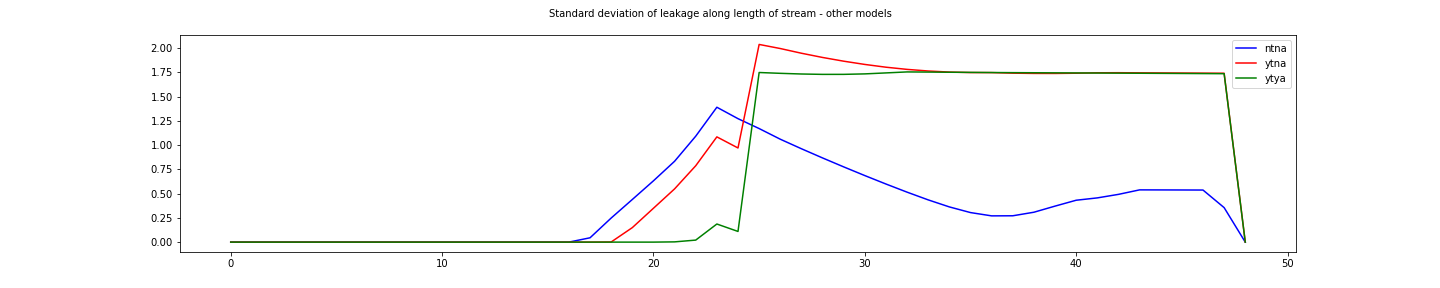 Standard deviation of leakage along length of stream - other models
2.00
1.75
1.50
1.25
1.00
0.75
0.50
0.25
0.00
0 10 20 30 40 50
ntna
ytna
ytya